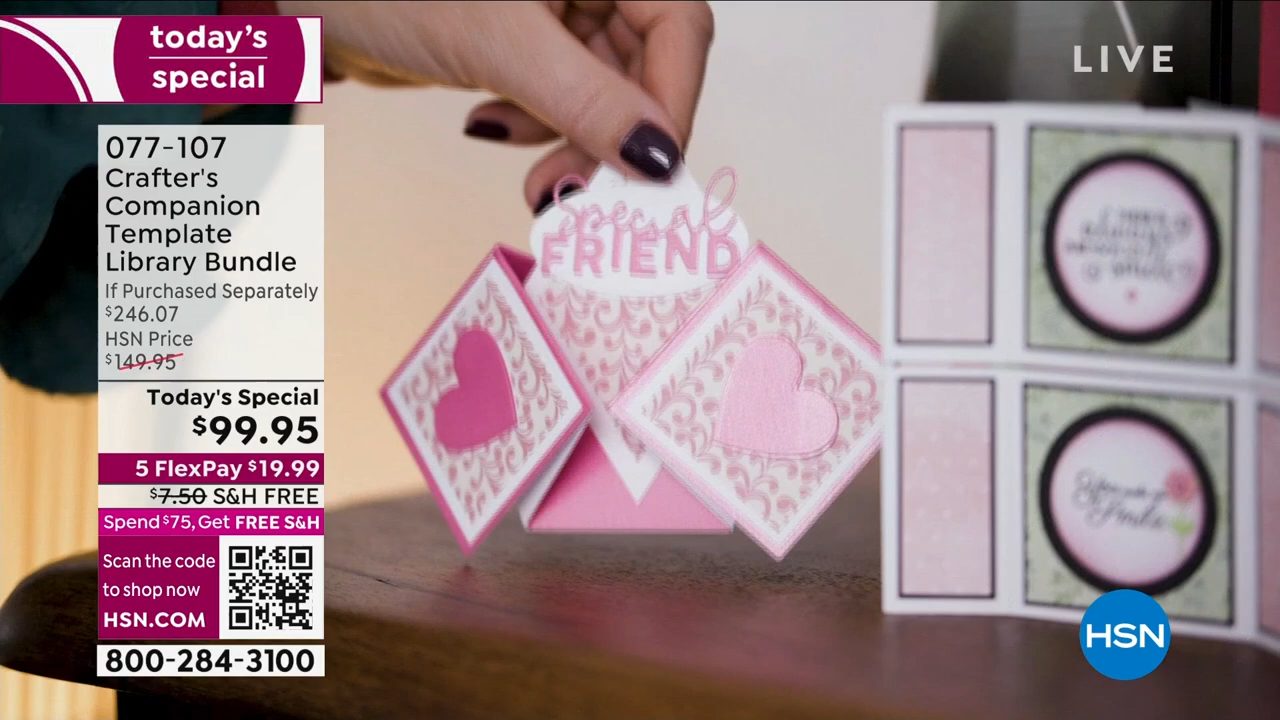 today's
special
LIVE
077-107
Crafter's
Companion
Template
Library Bundle
If Purchased Separately
$246.07
HSN Price
$149.95
Today's Special
$99.95
5 FlexPay $19.99
$7.50 S&H FREE
Spend $75, Get FREE S&H
Scan the code
to shop now
HSN.COM
800-284-3100
special
FRIEND
HSN